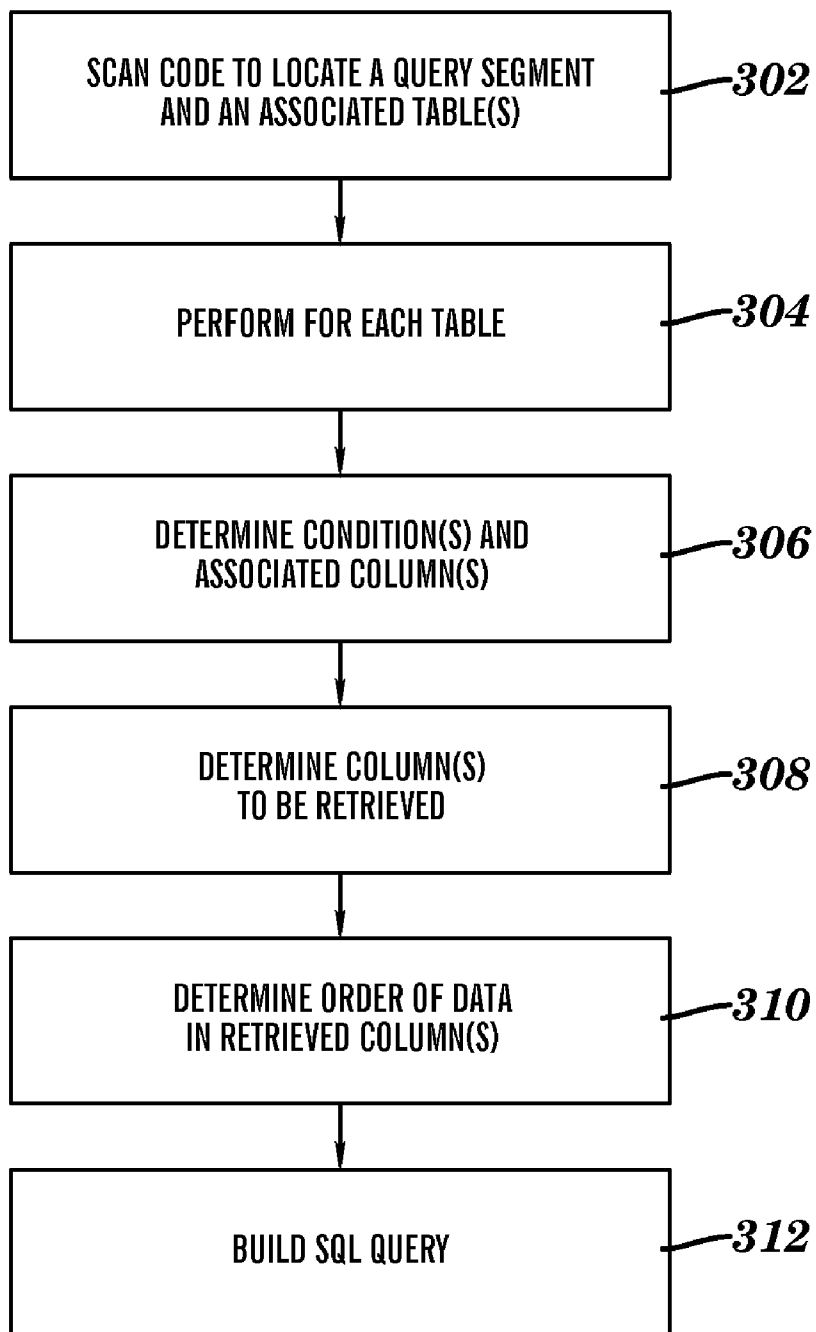 SCAN CODE TO LOCATE A QUERY SEGMENT
AND AN ASSOCIATED TABLE(S)
302
PERFORM FOR EACH TABLE
304
DETERMINE CONDITION(S) AND
ASSOCIATED COLUMN(S)
306
DETERMINE COLUMN(S)
TO BE RETRIEVED
308
DETERMINE ORDER OF DATA
IN RETRIEVED COLUMN(S)
310
BUILD SQL QUERY
312